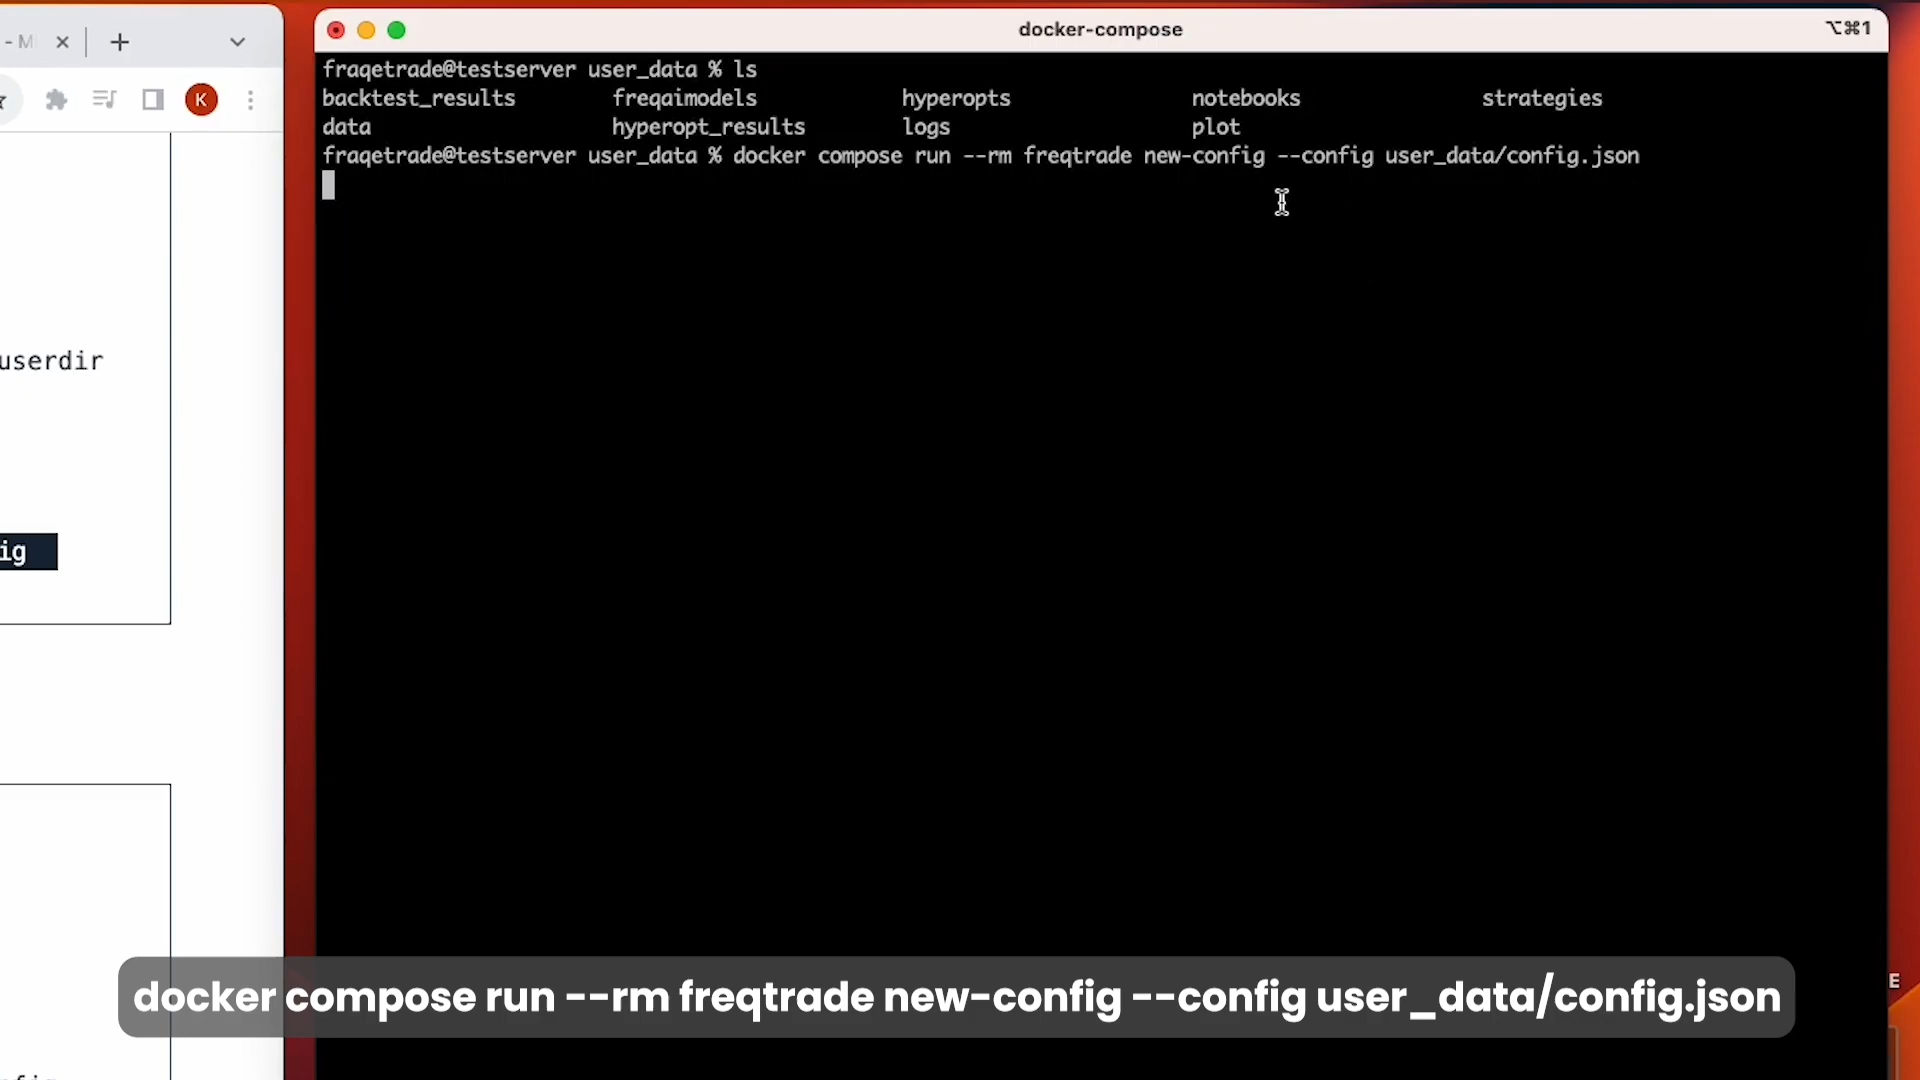 - M
docker-compose
⌥⌘1
K
fraqetrade@testserver user_data % ls
backtest_results freqaimodels hyperopts notebooks strategies
data hyperopt_results logs plot
fraqetrade@testserver user_data % docker compose run --rm freqtrade new-config --config user_data/config.json
userdir
ig
docker compose run --rm freqtrade new-config --config user_data/config.json
E